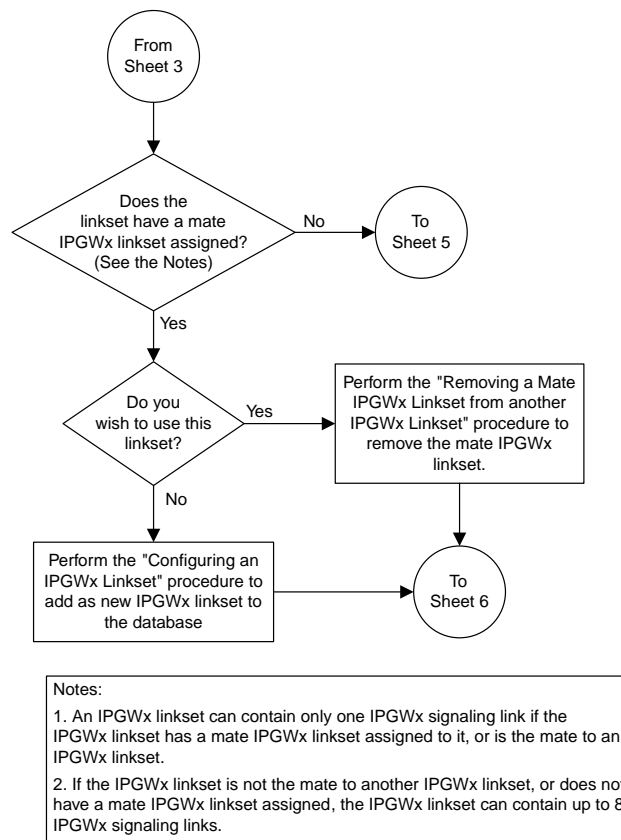 From
Sheet 3
Does the
linkset have a mate
IPGWx linkset assigned?
(See the Notes)
No
To
Sheet 5
Yes
Do you
wish to use this
linkset?
Yes
Perform the "Removing a Mate
IPGWx Linkset from another
IPGWx Linkset" procedure to
remove the mate IPGWx
linkset.
No
Perform the "Configuring an
IPGWx Linkset" procedure to
add as new IPGWx linkset to
the database
To
Sheet 6
Notes:
1. An IPGWx linkset can contain only one IPGWx signaling link if the
IPGWx linkset has a mate IPGWx linkset assigned to it, or is the mate to an
IPGWx linkset.
2. If the IPGWx linkset is not the mate to another IPGWx linkset, or does not
have a mate IPGWx linkset assigned, the IPGWx linkset can contain up to 8
IPGWx signaling links.